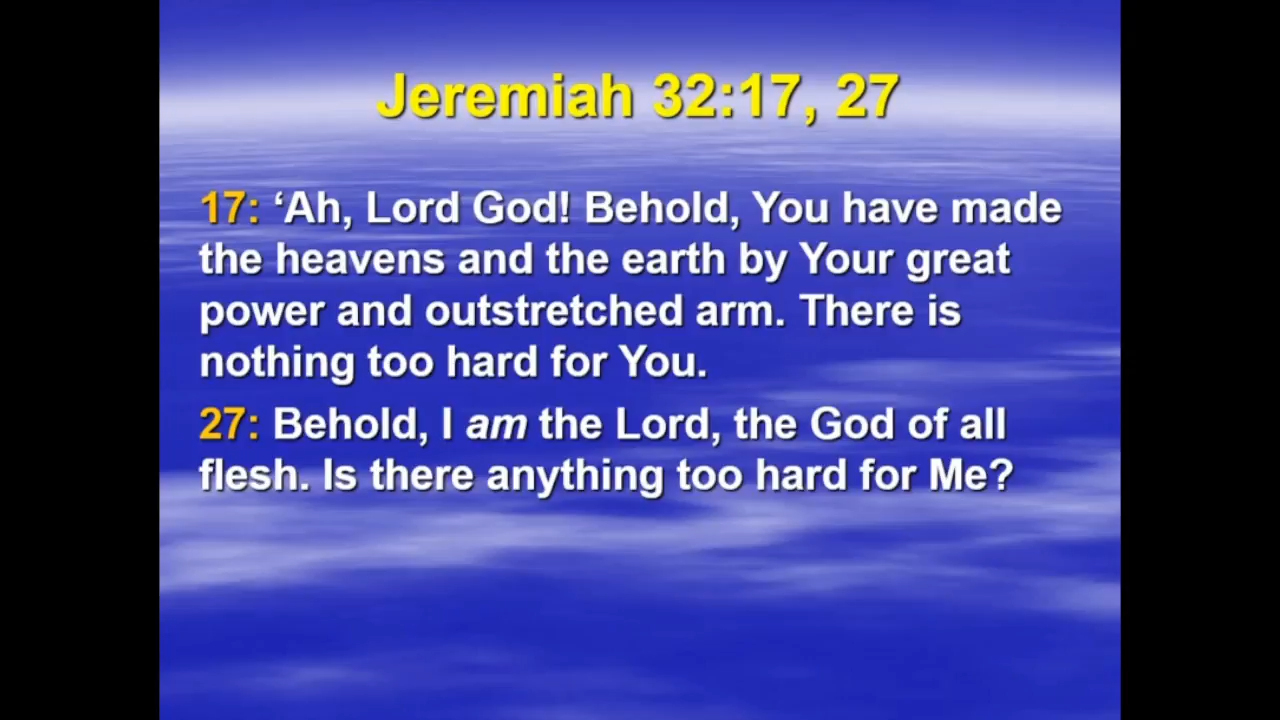 Jeremiah 32:17, 27
17: ‘Ah, Lord God! Behold, You have made
the heavens and the earth by Your great
power and outstretched arm. There is
nothing too hard for You.
27: Behold, I am the Lord, the God of all
flesh. Is there anything too hard for Me?